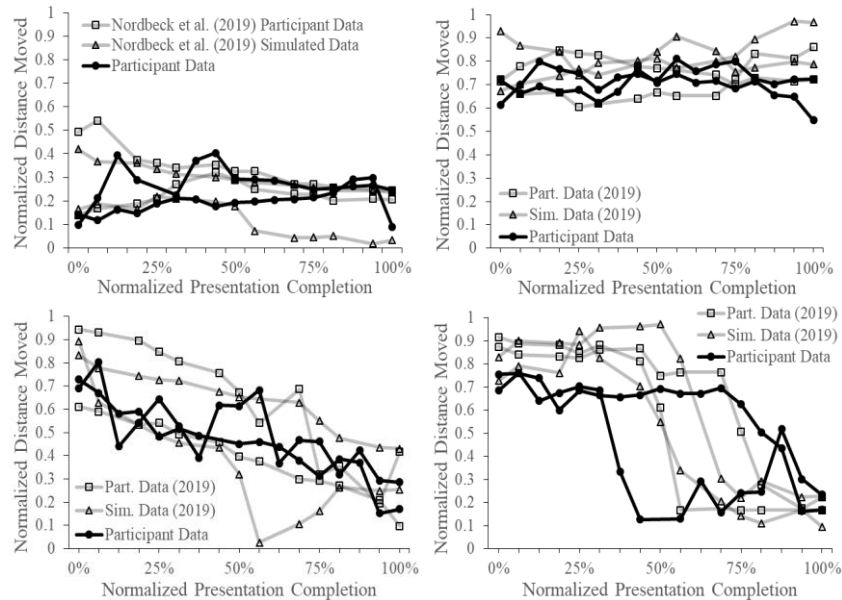 Nordbeck et al. (2019) Participant Data
Nordbeck et al. (2019) Simulated Data
Participant Data
Normalized Distance Moved
1
0.9
0.8
0.7
0.6
0.5
0.4
0.3
0.2
0.1
0
0% 25% 50% 75% 100%
Normalized Presentation Completion
Normalized Distance Moved
1
0.9
0.8
0.7
0.6
0.5
0.4
0.3
0.2
0.1
0
Part. Data (2019)
Sim. Data (2019)
Participant Data
0% 25% 50% 75% 100%
Normalized Presentation Completion
Normalized Distance Moved
1
0.9
0.8
0.7
0.6
0.5
0.4
0.3
0.2
0.1
0
Part. Data (2019)
Sim. Data (2019)
Participant Data
0% 25% 50% 75% 100%
Normalized Presentation Completion
Part. Data (2019)
Sim. Data (2019)
Participant Data
Normalized Distance Moved
1
0.9
0.8
0.7
0.6
0.5
0.4
0.3
0.2
0.1
0
0% 25% 50% 75% 100%
Normalized Presentation Completion